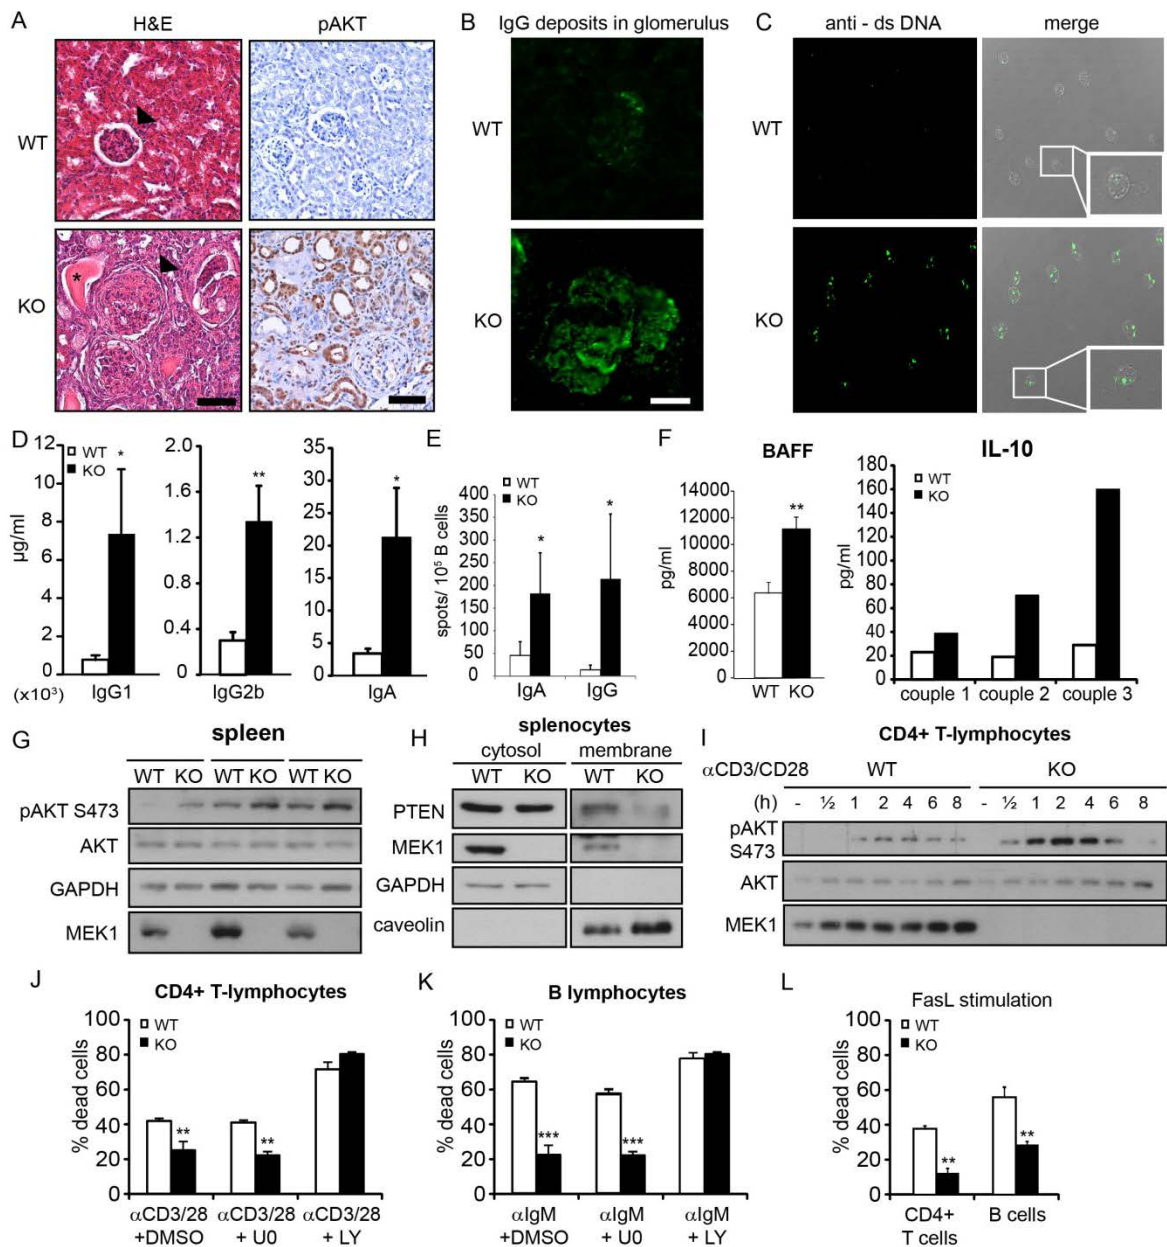 A
H&E
pAKT
WT
KO
*
B
IgG deposits in glomerulus
WT
KO
C
anti - ds DNA
merge
WT
KO
D
WT
KO
µg/ml
12
10
8
6
4
2
0
*
(x10³)
IgG1
2.0
1.6
1.2
0.8
0.4
0
**
IgG2b
35
30
25
20
15
10
5
0
*
IgA
E
WT
KO
spots/ 10⁵ B cells
400
350
300
250
200
150
100
50
0
*
*
IgA
IgG
F
BAFF
pg/ml
14000
12000
10000
8000
6000
4000
2000
0
**
WT KO
IL-10
WT
KO
pg/ml
180
160
140
120
100
80
60
40
20
0
couple 1 couple 2 couple 3
G
spleen
WT KO WT KO WT KO
pAKT S473
AKT
GAPDH
MEK1
H
splenocytes
cytosol membrane
WT KO WT KO
PTEN
MEK1
GAPDH
caveolin
I
CD4+ T-lymphocytes
αCD3/CD28 WT KO
(h) - ½ 1 2 4 6 8 - ½ 1 2 4 6 8
pAKT
S473
AKT
MEK1
J
CD4+ T-lymphocytes
WT
KO
% dead cells
100
80
60
40
20
0
** **
αCD3/28 αCD3/28 αCD3/28
+DMSO + U0 + LY
K
B lymphocytes
WT
KO
% dead cells
100
80
60
40
20
0
*** ***
αIgM αIgM αIgM
+DMSO + U0 + LY
L
FasL stimulation
WT
KO
% dead cells
100
80
60
40
20
0
** **
CD4+ B cells
T cells